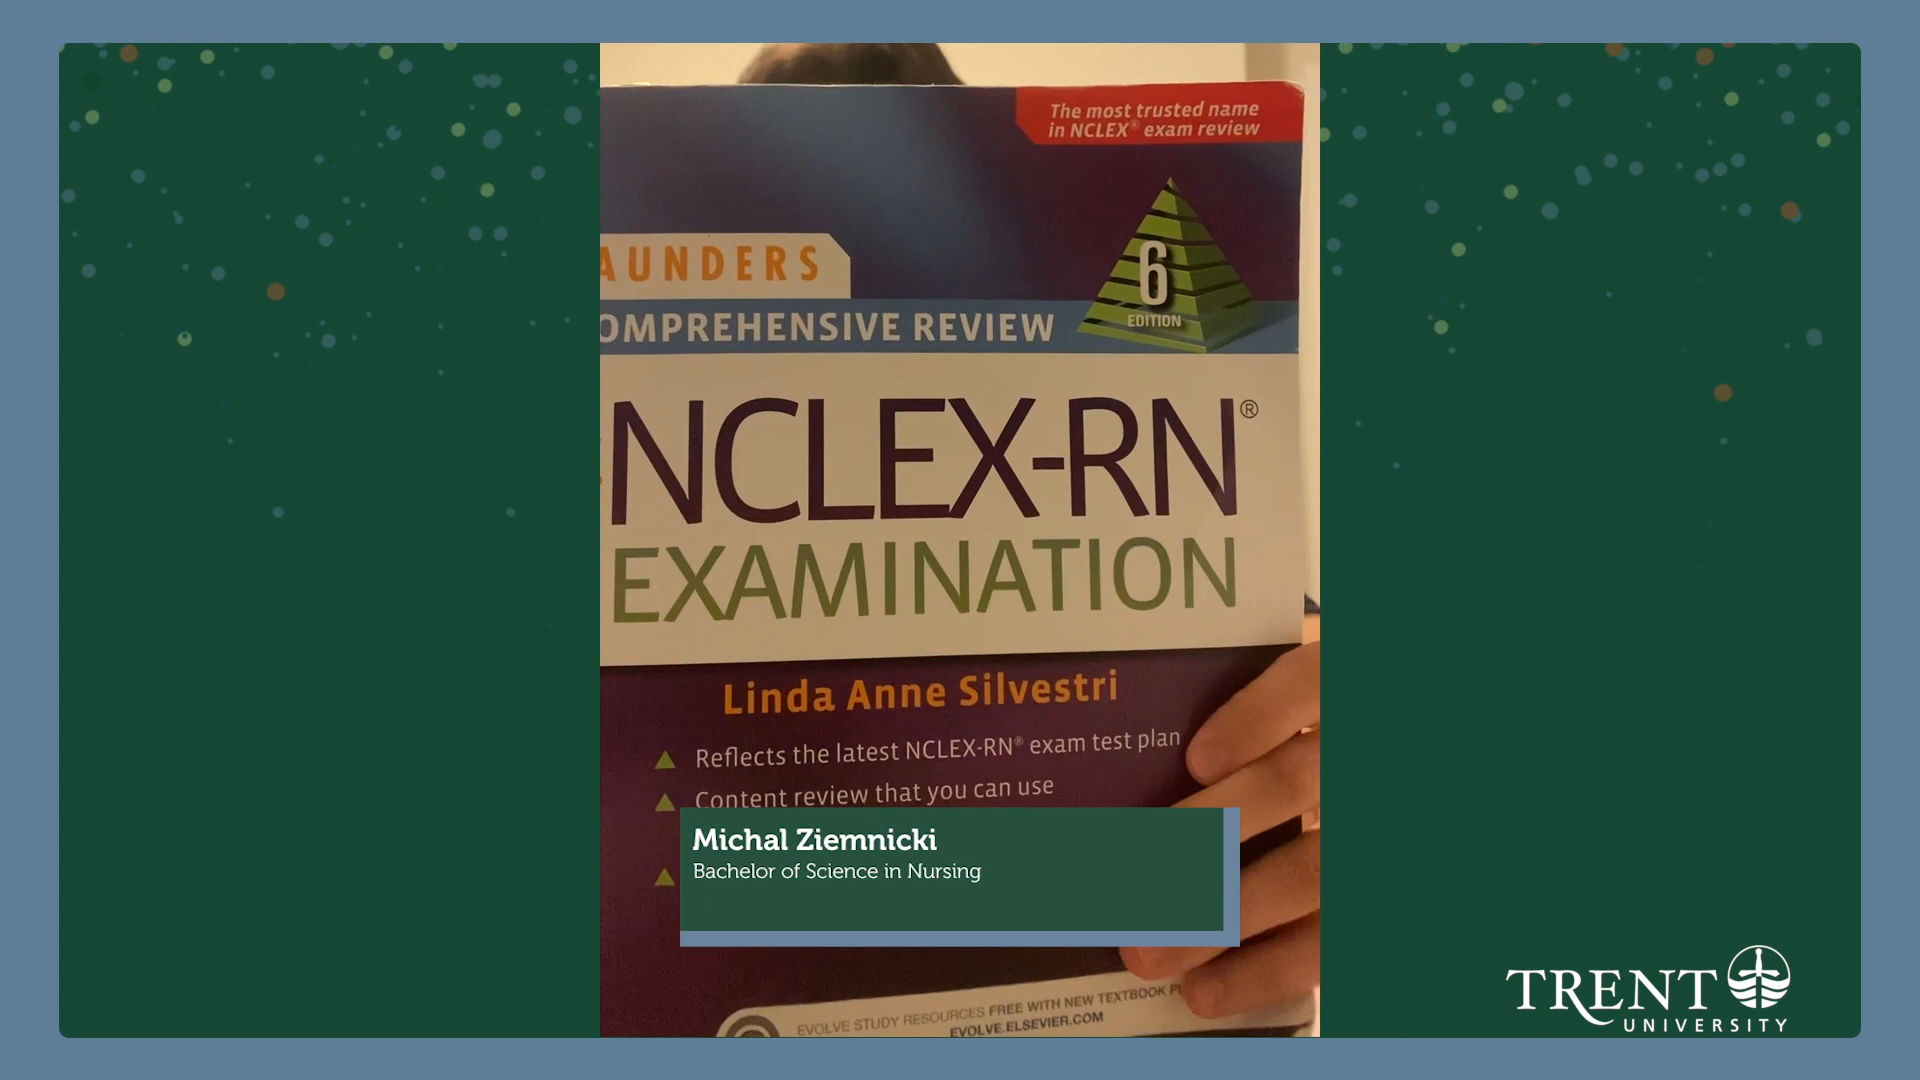 The most trusted name
in NCLEX® exam review
AUNDERS
OMPREHENSIVE REVIEW
6
EDITION
NCLEX-RN®
EXAMINATION
Linda Anne Silvestri
Reflects the latest NCLEX-RN® exam test plan
Content review that you can use
Michal Ziemnicki
Bachelor of Science in Nursing
EVOLVE STUDY RESOURCES FREE WITH NEW TEXTBOOK
EVOLVE.ELSEVIER.COM
TRENT
UNIVERSITY